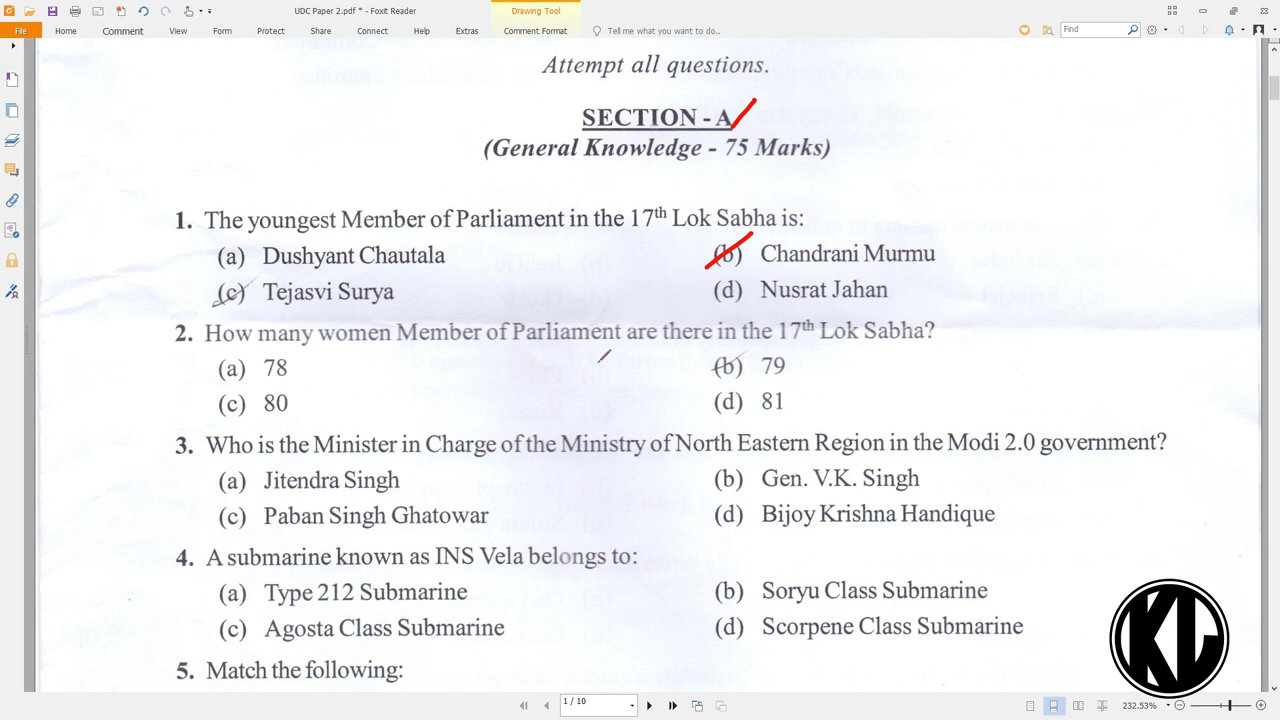 UDC Paper 2.pdf * - Foxit Reader
Drawing Tool
File Home Comment View Form Protect Share Connect Help Extras Comment Format Tell me what you want to do.. Find
Attempt all questions.
SECTION - A
(General Knowledge - 75 Marks)
1. The youngest Member of Parliament in the 17th Lok Sabha is:
(a) Dushyant Chautala (b) Chandrani Murmu
(c) Tejasvi Surya (d) Nusrat Jahan
2. How many women Member of Parliament are there in the 17th Lok Sabha?
(a) 78 (b) 79
(c) 80 (d) 81
3. Who is the Minister in Charge of the Ministry of North Eastern Region in the Modi 2.0 government?
(a) Jitendra Singh (b) Gen. V.K. Singh
(c) Paban Singh Ghatowar (d) Bijoy Krishna Handique
4. A submarine known as INS Vela belongs to:
(a) Type 212 Submarine (b) Soryu Class Submarine
(c) Agosta Class Submarine (d) Scorpene Class Submarine
5. Match the following:
KL
1 / 10
232.53%